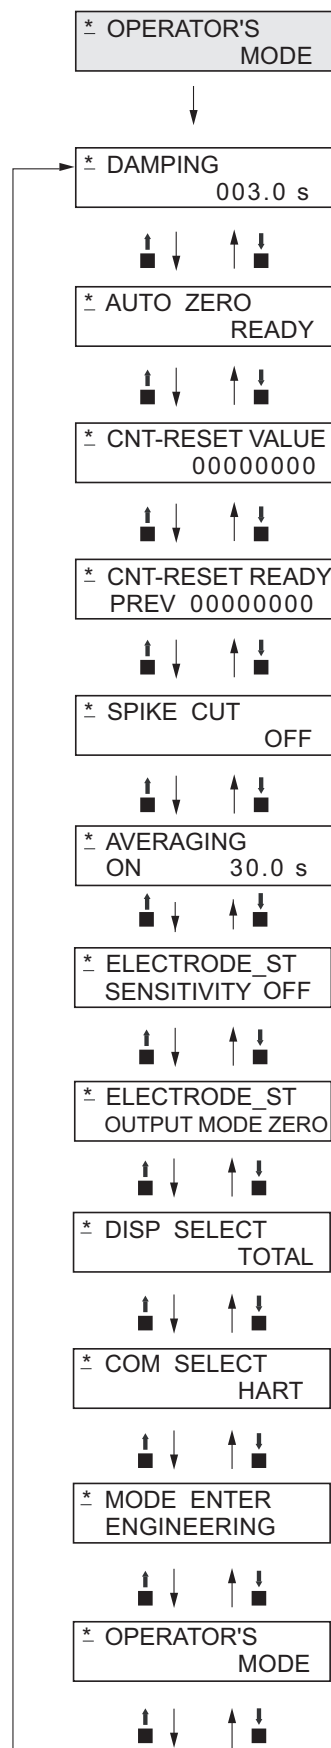 * OPERATOR'S
MODE
* DAMPING
003.0 s
* AUTO ZERO
READY
* CNT-RESET VALUE
00000000
* CNT-RESET READY
PREV 00000000
* SPIKE CUT
OFF
* AVERAGING
ON 30.0 s
* ELECTRODE_ST
SENSITIVITY OFF
* ELECTRODE_ST
OUTPUT MODE ZERO
* DISP SELECT
TOTAL
* COM SELECT
HART
* MODE ENTER
ENGINEERING
* OPERATOR'S
MODE